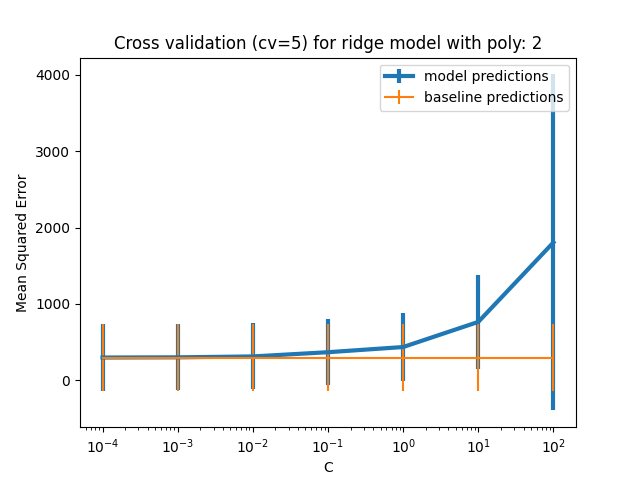 Cross validation (cv=5) for ridge model with poly: 2
model predictions
baseline predictions
Mean Squared Error
4000
3000
2000
1000
0
10⁻⁴ 10⁻³ 10⁻² 10⁻¹ 10⁰ 10¹ 10²
C